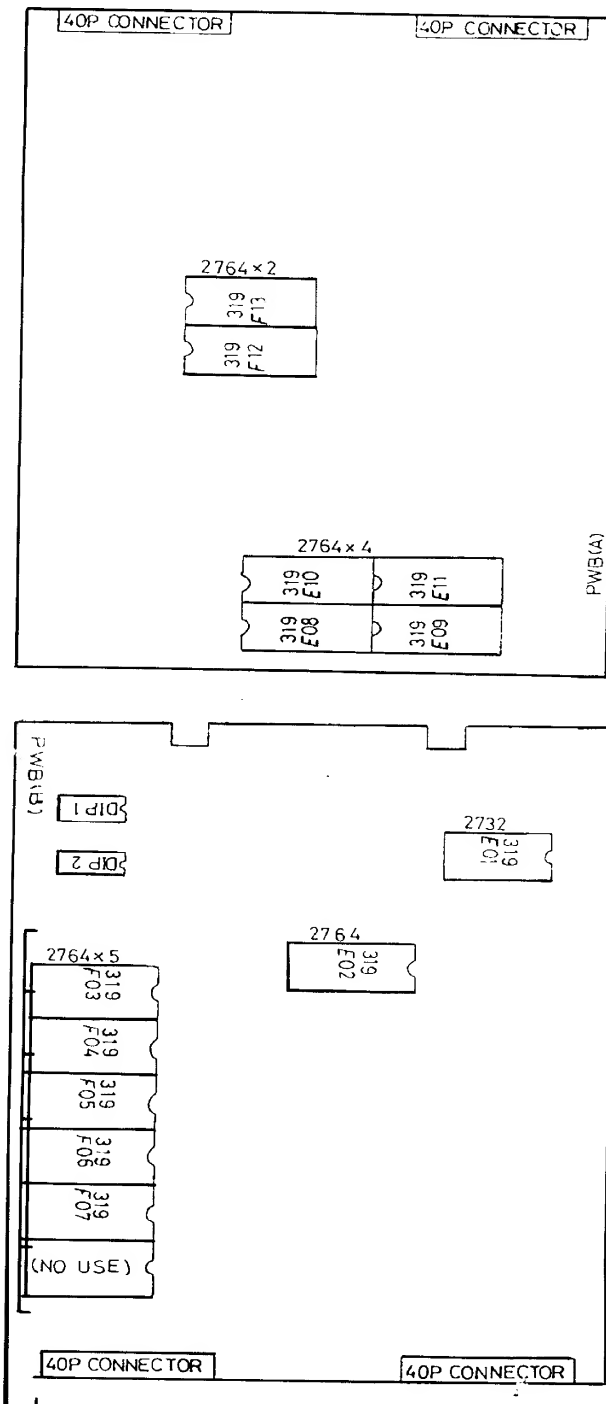 40P CONNECTOR
40P CONNECTOR
2764×2
319
F13
319
F12
2764×4
319
E10
319
E11
319
E08
319
E09
PWB(A)
PWB(B)
DIP 1
DIP 2
2732
319
E01
2764
319
E02
2764×5
319
F03
319
F04
319
F05
319
F06
319
F07
(NO USE)
40P CONNECTOR
40P CONNECTOR